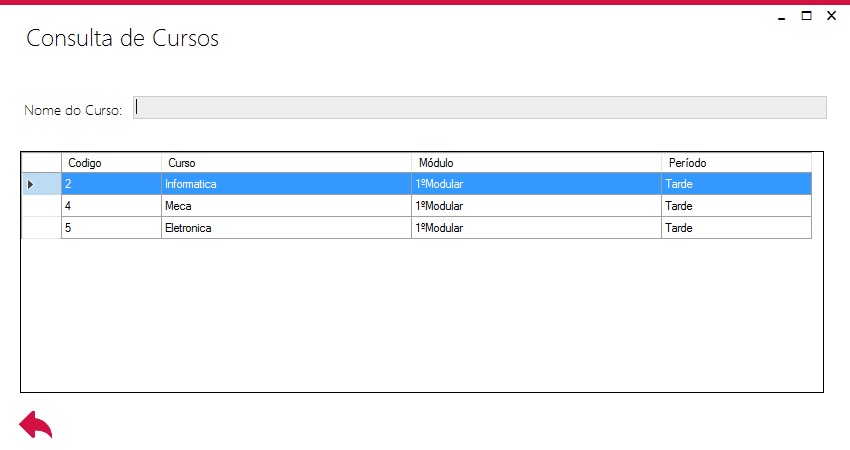 Consulta de Cursos
Nome do Curso:
Codigo Curso Módulo Período
2 Informatica 1ºModular Tarde
4 Meca 1ºModular Tarde
5 Eletronica 1ºModular Tarde